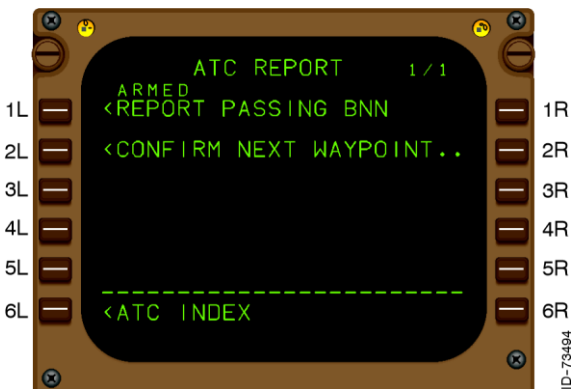 ATC REPORT 1/1
ARMED
1L <REPORT PASSING BNN 1R
2L <CONFIRM NEXT WAYPOINT.. 2R
3L 3R
4L 4R
5L 5R
6L <ATC INDEX 6R
ID-73494